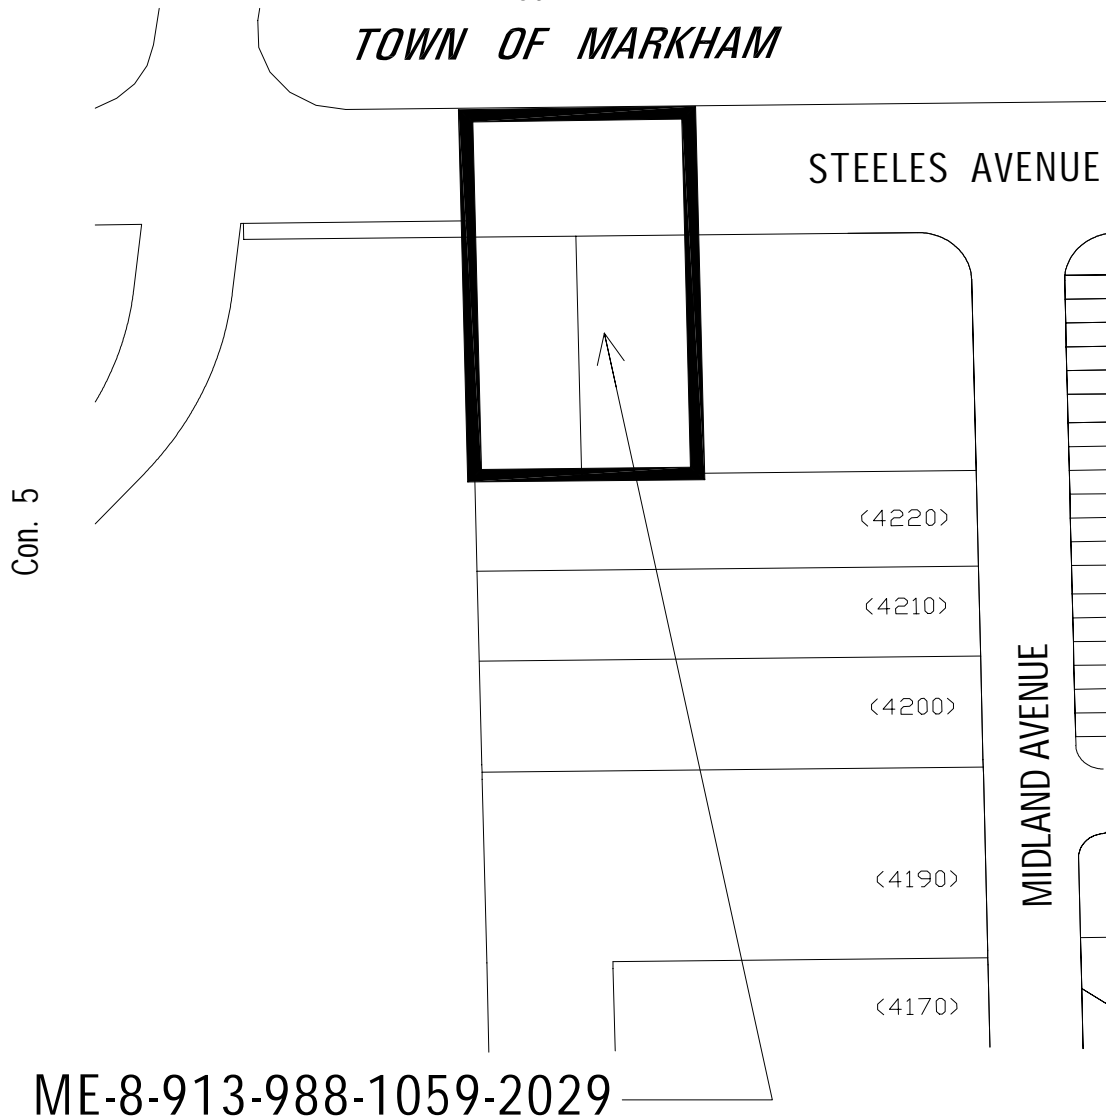 TOWN OF MARKHAM
STEELES AVENUE
Con. 5
(4220)
(4210)
(4200)
MIDLAND AVENUE
(4190)
(4170)
ME-8-913-988-1059-2029